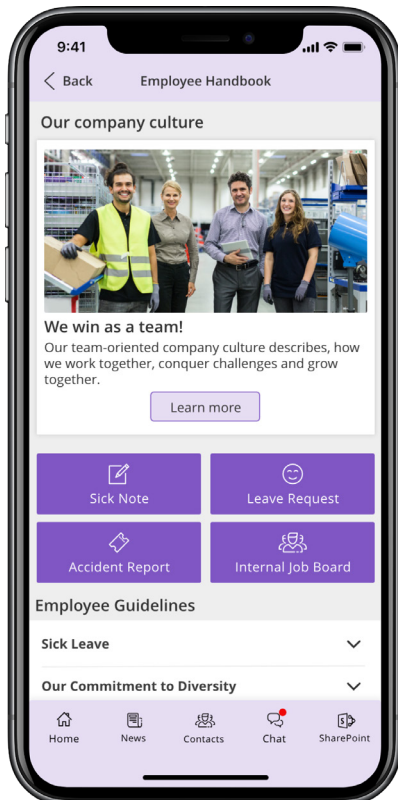 9:41
Back Employee Handbook
Our company culture
We win as a team!
Our team-oriented company culture describes, how
we work together, conquer challenges and grow
together.
Learn more
Sick Note
Leave Request
Accident Report
Internal Job Board
Employee Guidelines
Sick Leave
Our Commitment to Diversity
Home News Contacts Chat SharePoint